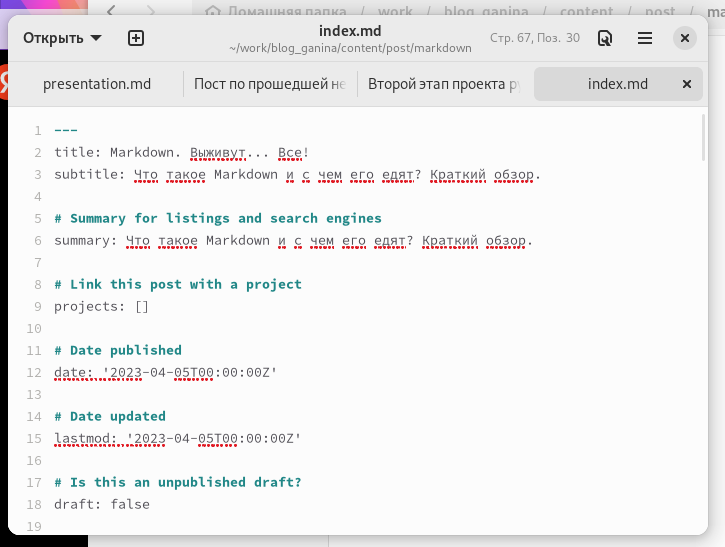 Домашняя папка / work / blog_ganina / content / post / ma
Открыть
index.md
~/work/blog_ganina/content/post/markdown
Стр. 67, Поз. 30
presentation.md
Пост по прошедшей не
Второй этап проекта ру
index.md
1 ---
2 title: Markdown. Выживут... Все!
3 subtitle: Что такое Markdown и с чем его едят? Краткий обзор.
4
5 # Summary for listings and search engines
6 summary: Что такое Markdown и с чем его едят? Краткий обзор.
7
8 # Link this post with a project
9 projects: []
10
11 # Date published
12 date: '2023-04-05T00:00:00Z'
13
14 # Date updated
15 lastmod: '2023-04-05T00:00:00Z'
16
17 # Is this an unpublished draft?
18 draft: false
19